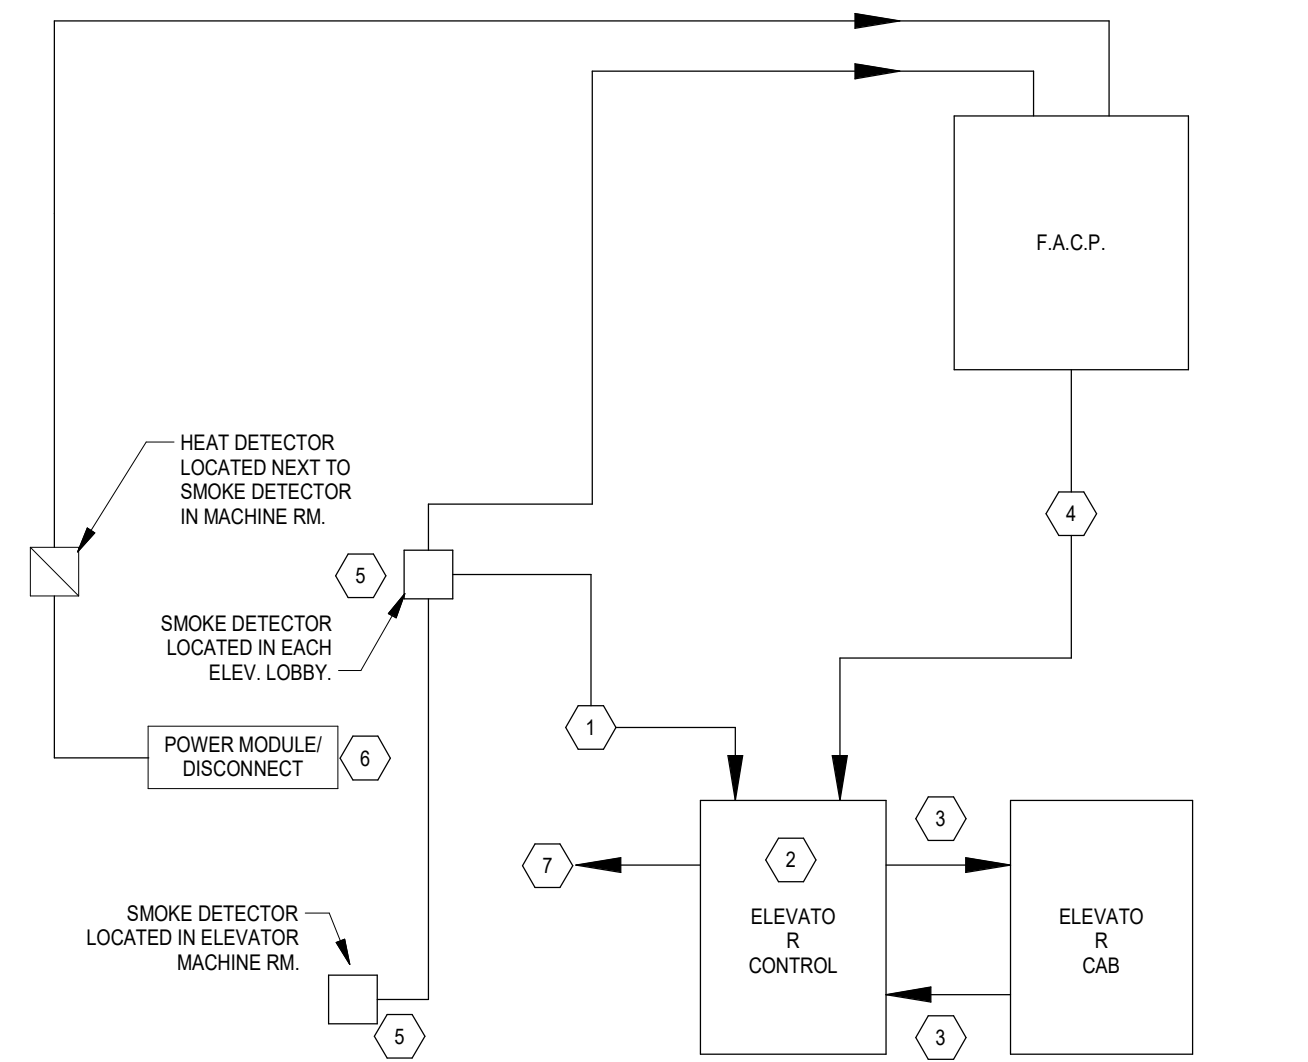 F.A.C.P.
HEAT DETECTOR
LOCATED NEXT TO
SMOKE DETECTOR
IN MACHINE RM.
4
5
SMOKE DETECTOR
LOCATED IN EACH
ELEV. LOBBY.
1
POWER MODULE/
DISCONNECT
6
3
7
2
SMOKE DETECTOR
LOCATED IN ELEVATOR
MACHINE RM.
5
ELEVATO
R
CONTROL
ELEVATO
R
CAB
3